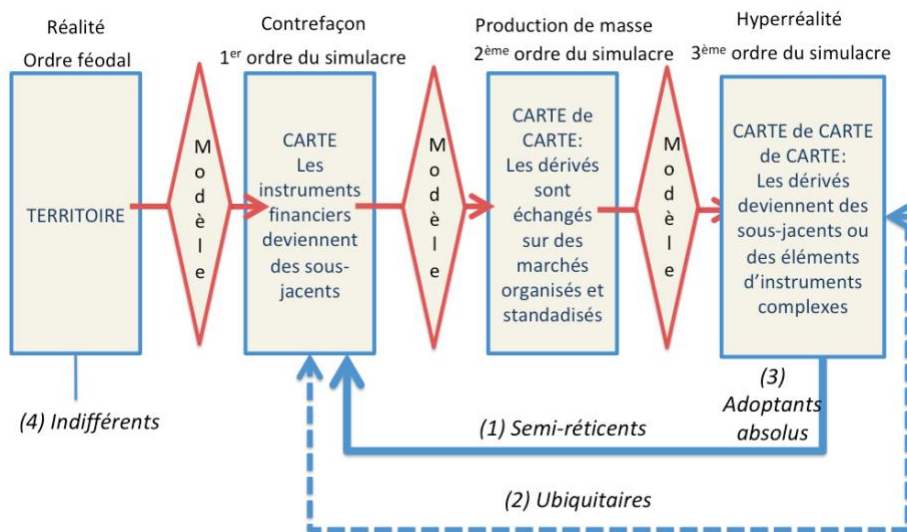 Réalité
Ordre féodal
Contrefaçon
1er ordre du simulacre
Production de masse
2ème ordre du simulacre
Hyperréalité
3ème ordre du simulacre
TERRITOIRE
Modèle
CARTE
Les
instruments
financiers
deviennent
des sous-
jacents
Modèle
CARTE de
CARTE:
Les dérivés
sont
échangés
sur des
marchés
organisés et
standadisés
Modèle
CARTE de CARTE
de CARTE:
Les dérivés
deviennent des
sous-jacents ou
des éléments
d’instruments
complexes
(4) Indifférents
(1) Semi-réticents
(3)
Adoptants
absolus
(2) Ubiquitaires